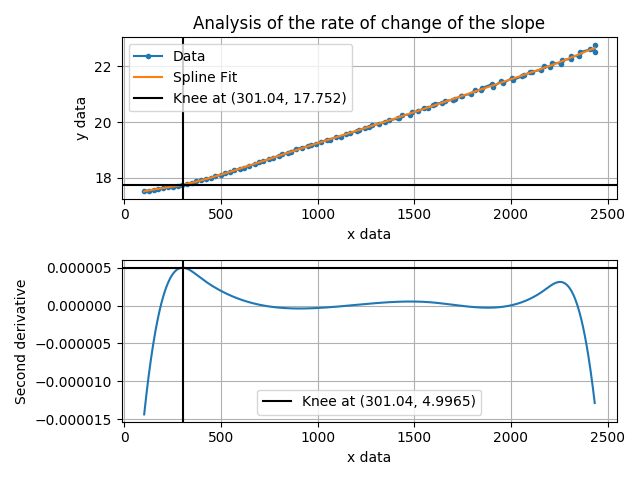 Analysis of the rate of change of the slope
Data
Spline Fit
Knee at (301.04, 17.752)
22
20
18
y data
0
500
1000
1500
2000
2500
x data
0.000005
0.000000
−0.000005
−0.000010
−0.000015
Second derivative
Knee at (301.04, 4.9965)
0
500
1000
1500
2000
2500
x data